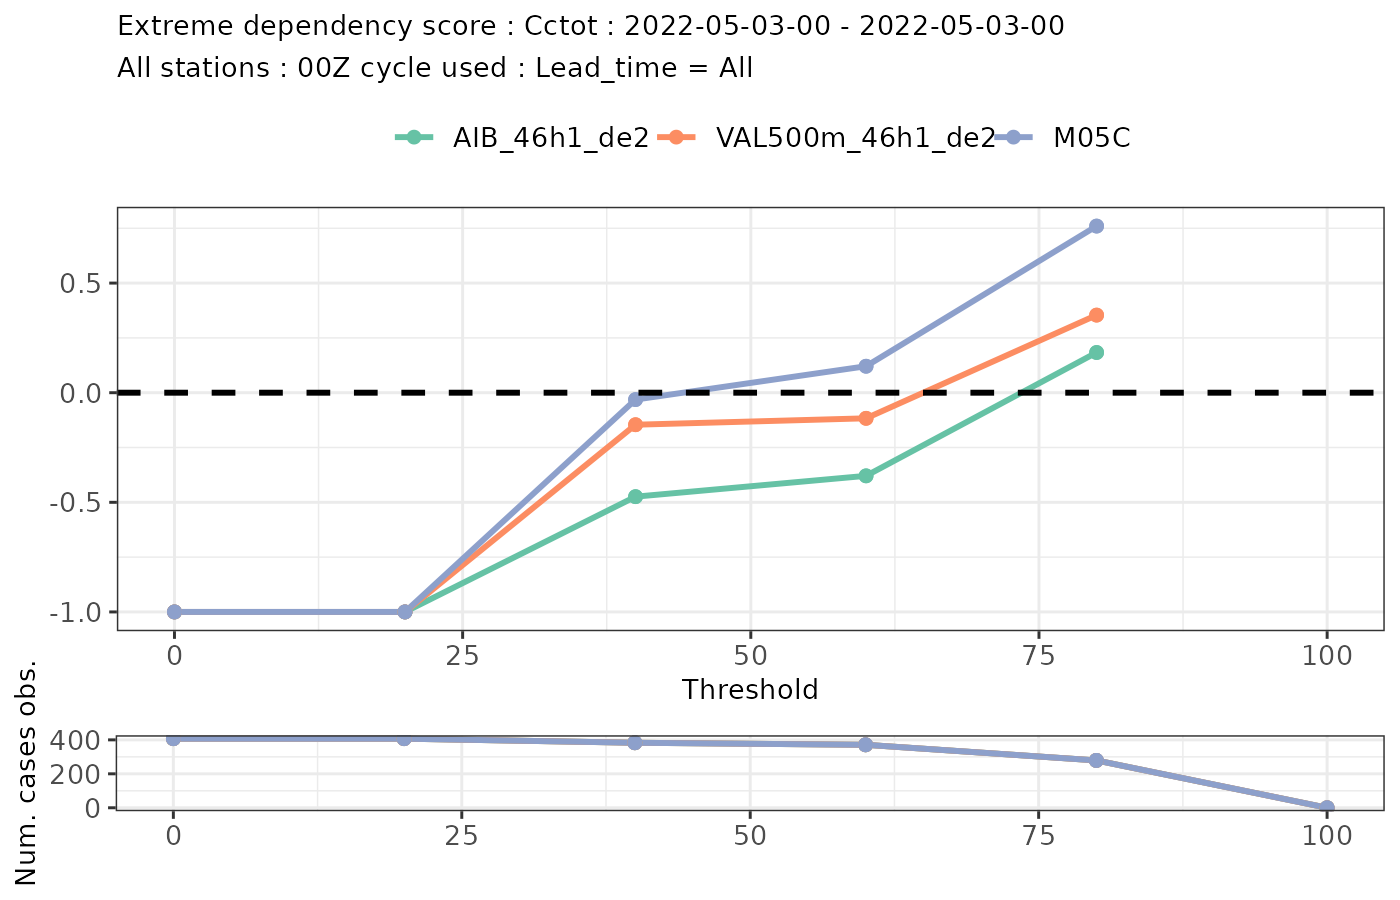 Extreme dependency score : Cctot : 2022-05-03-00 - 2022-05-03-00
All stations : 00Z cycle used : Lead_time = All
AIB_46h1_de2 VAL500m_46h1_de2 M05C
0.5
0.0
-0.5
-1.0
0 25 50 75 100
Threshold
Num. cases obs.
400
200
0
0 25 50 75 100